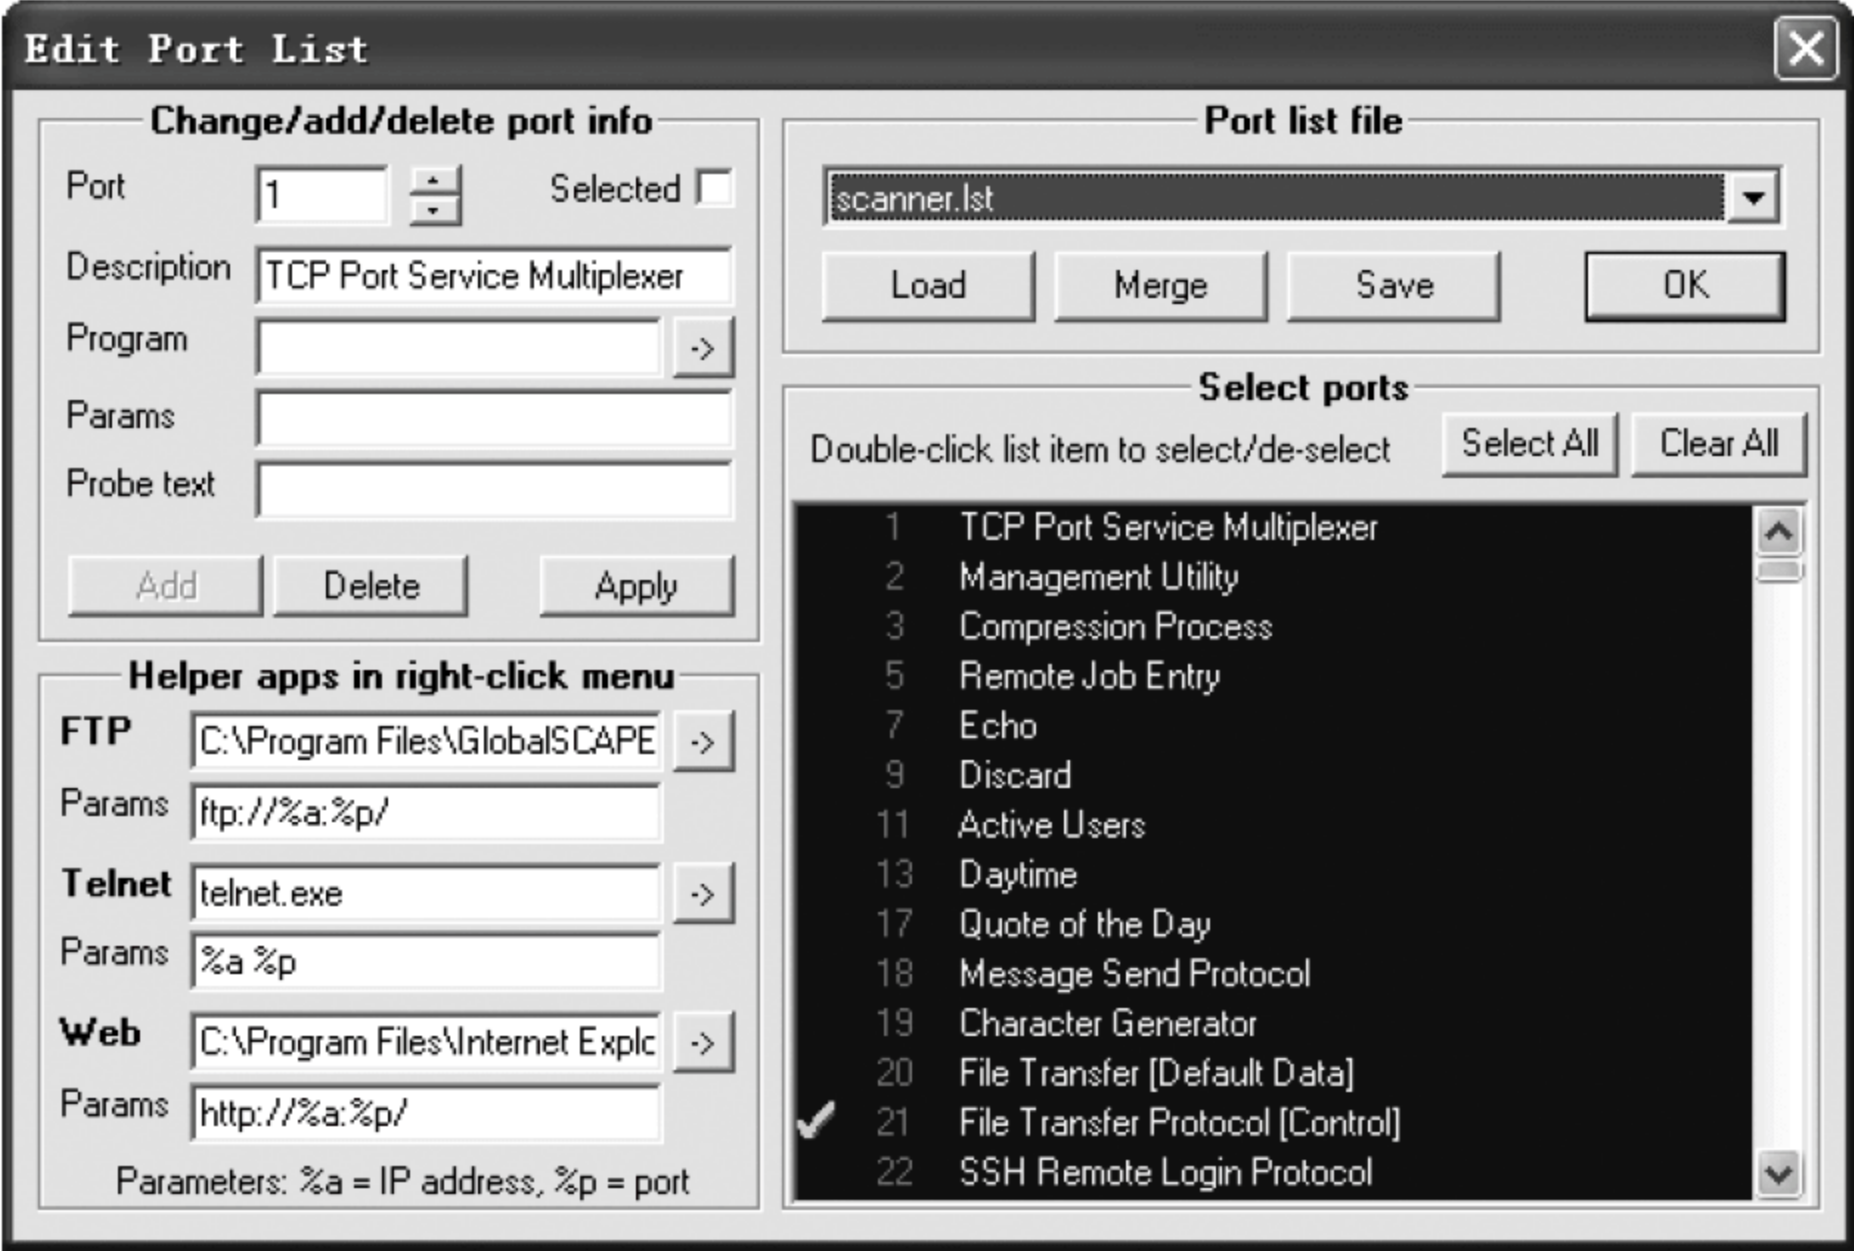 Edit Port List
Change/add/delete port info
Port 1 Selected
Description TCP Port Service Multiplexer
Program ->
Params
Probe text
Add Delete Apply
Helper apps in right-click menu
FTP C:\Program Files\GlobalSCAPE ->
Params ftp://%a:%p/
Telnet telnet.exe ->
Params %a %p
Web C:\Program Files\Internet Explc ->
Params http://%a:%p/
Parameters: %a = IP address, %p = port
Port list file
scanner.lst
Load Merge Save OK
Select ports
Double-click list item to select/de-select Select All Clear All
1 TCP Port Service Multiplexer
2 Management Utility
3 Compression Process
5 Remote Job Entry
7 Echo
9 Discard
11 Active Users
13 Daytime
17 Quote of the Day
18 Message Send Protocol
19 Character Generator
20 File Transfer [Default Data]
21 File Transfer Protocol [Control]
22 SSH Remote Login Protocol